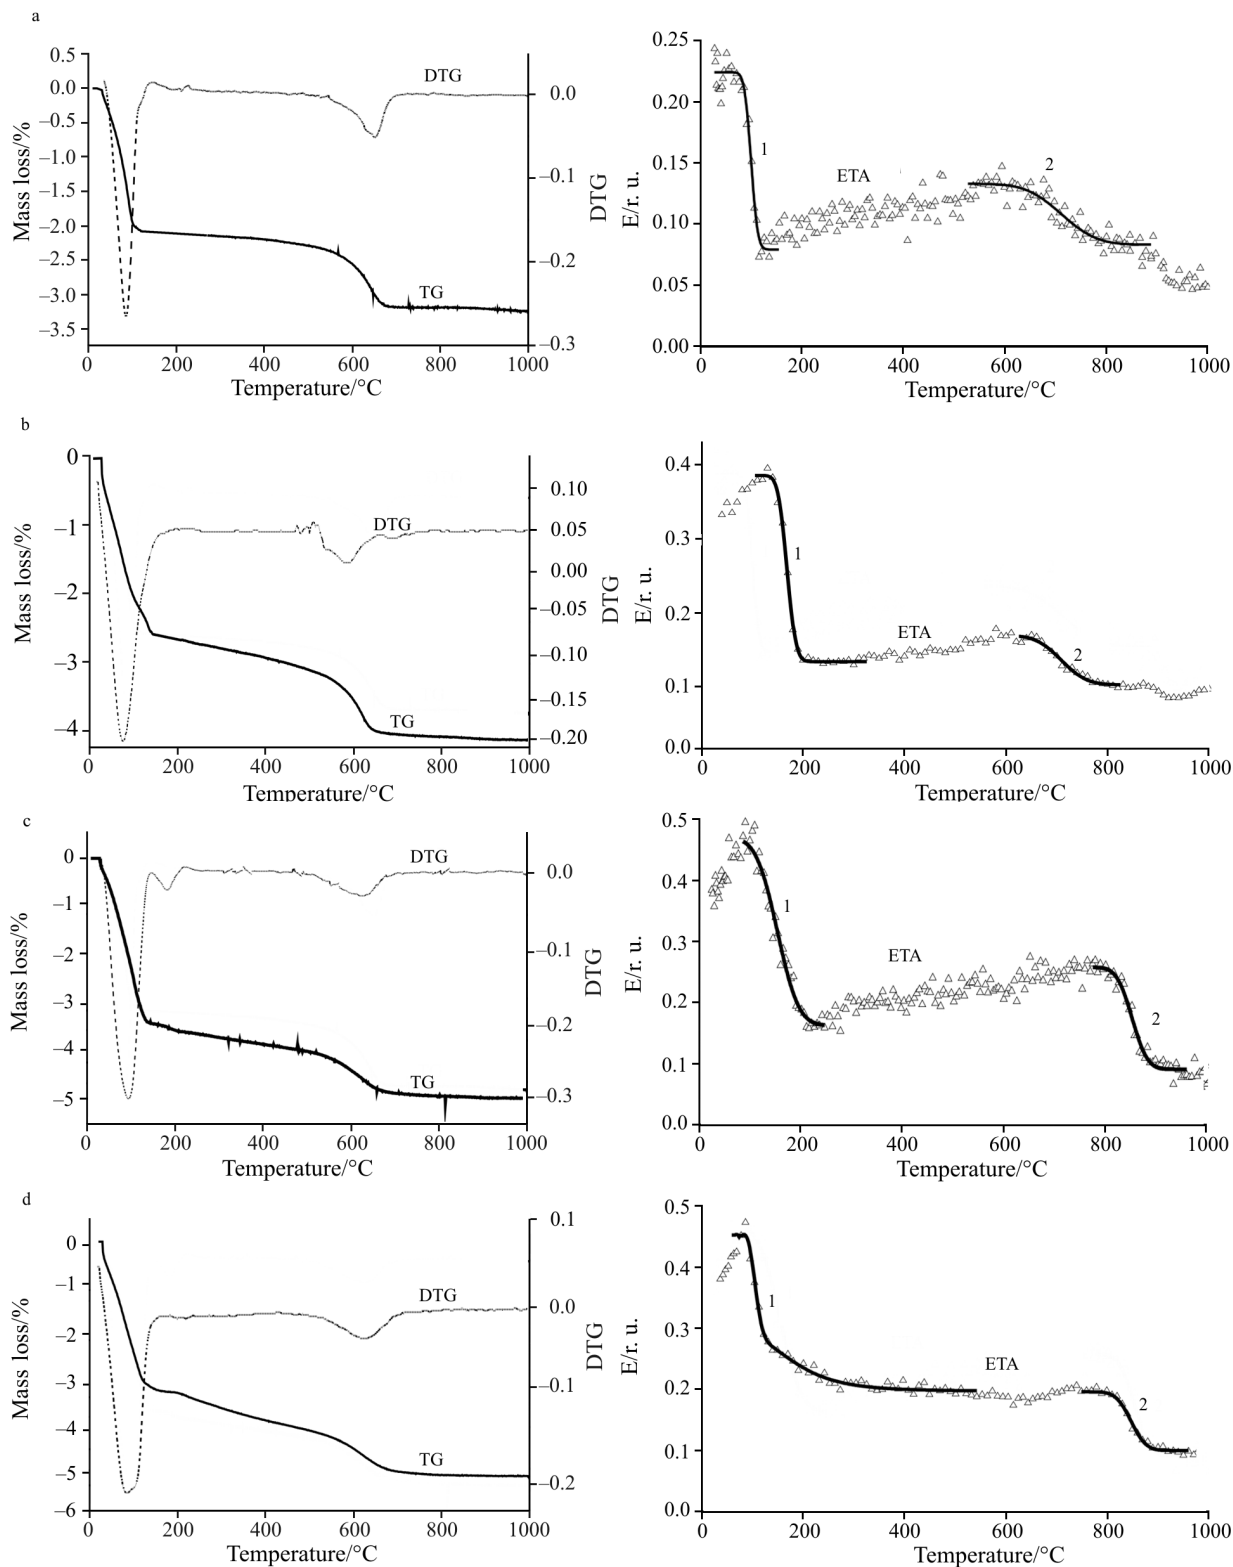 a
0.5
0.0
–0.5
–1.0
–1.5
–2.0
–2.5
–3.0
–3.5
Mass loss/%
DTG
TG
0.0
–0.1
–0.2
–0.3
DTG
0 200 400 600 800 1000
Temperature/°C
0.25
0.20
0.15
0.10
0.05
0.00
E/r. u.
1
ETA
2
0 200 400 600 800 1000
Temperature/°C
b
0
–1
–2
–3
–4
Mass loss/%
DTG
TG
0.10
0.05
0.00
–0.05
–0.10
–0.15
–0.20
DTG
0 200 400 600 800 1000
Temperature/°C
0.4
0.3
0.2
0.1
0.0
E/r. u.
1
ETA
2
0 200 400 600 800 1000
Temperature/°C
c
0
–1
–2
–3
–4
–5
Mass loss/%
DTG
TG
0.0
–0.1
–0.2
–0.3
DTG
0 200 400 600 800 1000
Temperature/°C
0.5
0.4
0.3
0.2
0.1
0.0
E/r. u.
1
ETA
2
0 200 400 600 800 1000
Temperature/°C
d
0
–1
–2
–3
–4
–5
–6
Mass loss/%
DTG
TG
0.1
0.0
–0.1
–0.2
DTG
0 200 400 600 800 1000
Temperature/°C
0.5
0.4
0.3
0.2
0.1
0.0
E/r. u.
1
ETA
2
0 200 400 600 800 1000
Temperature/°C